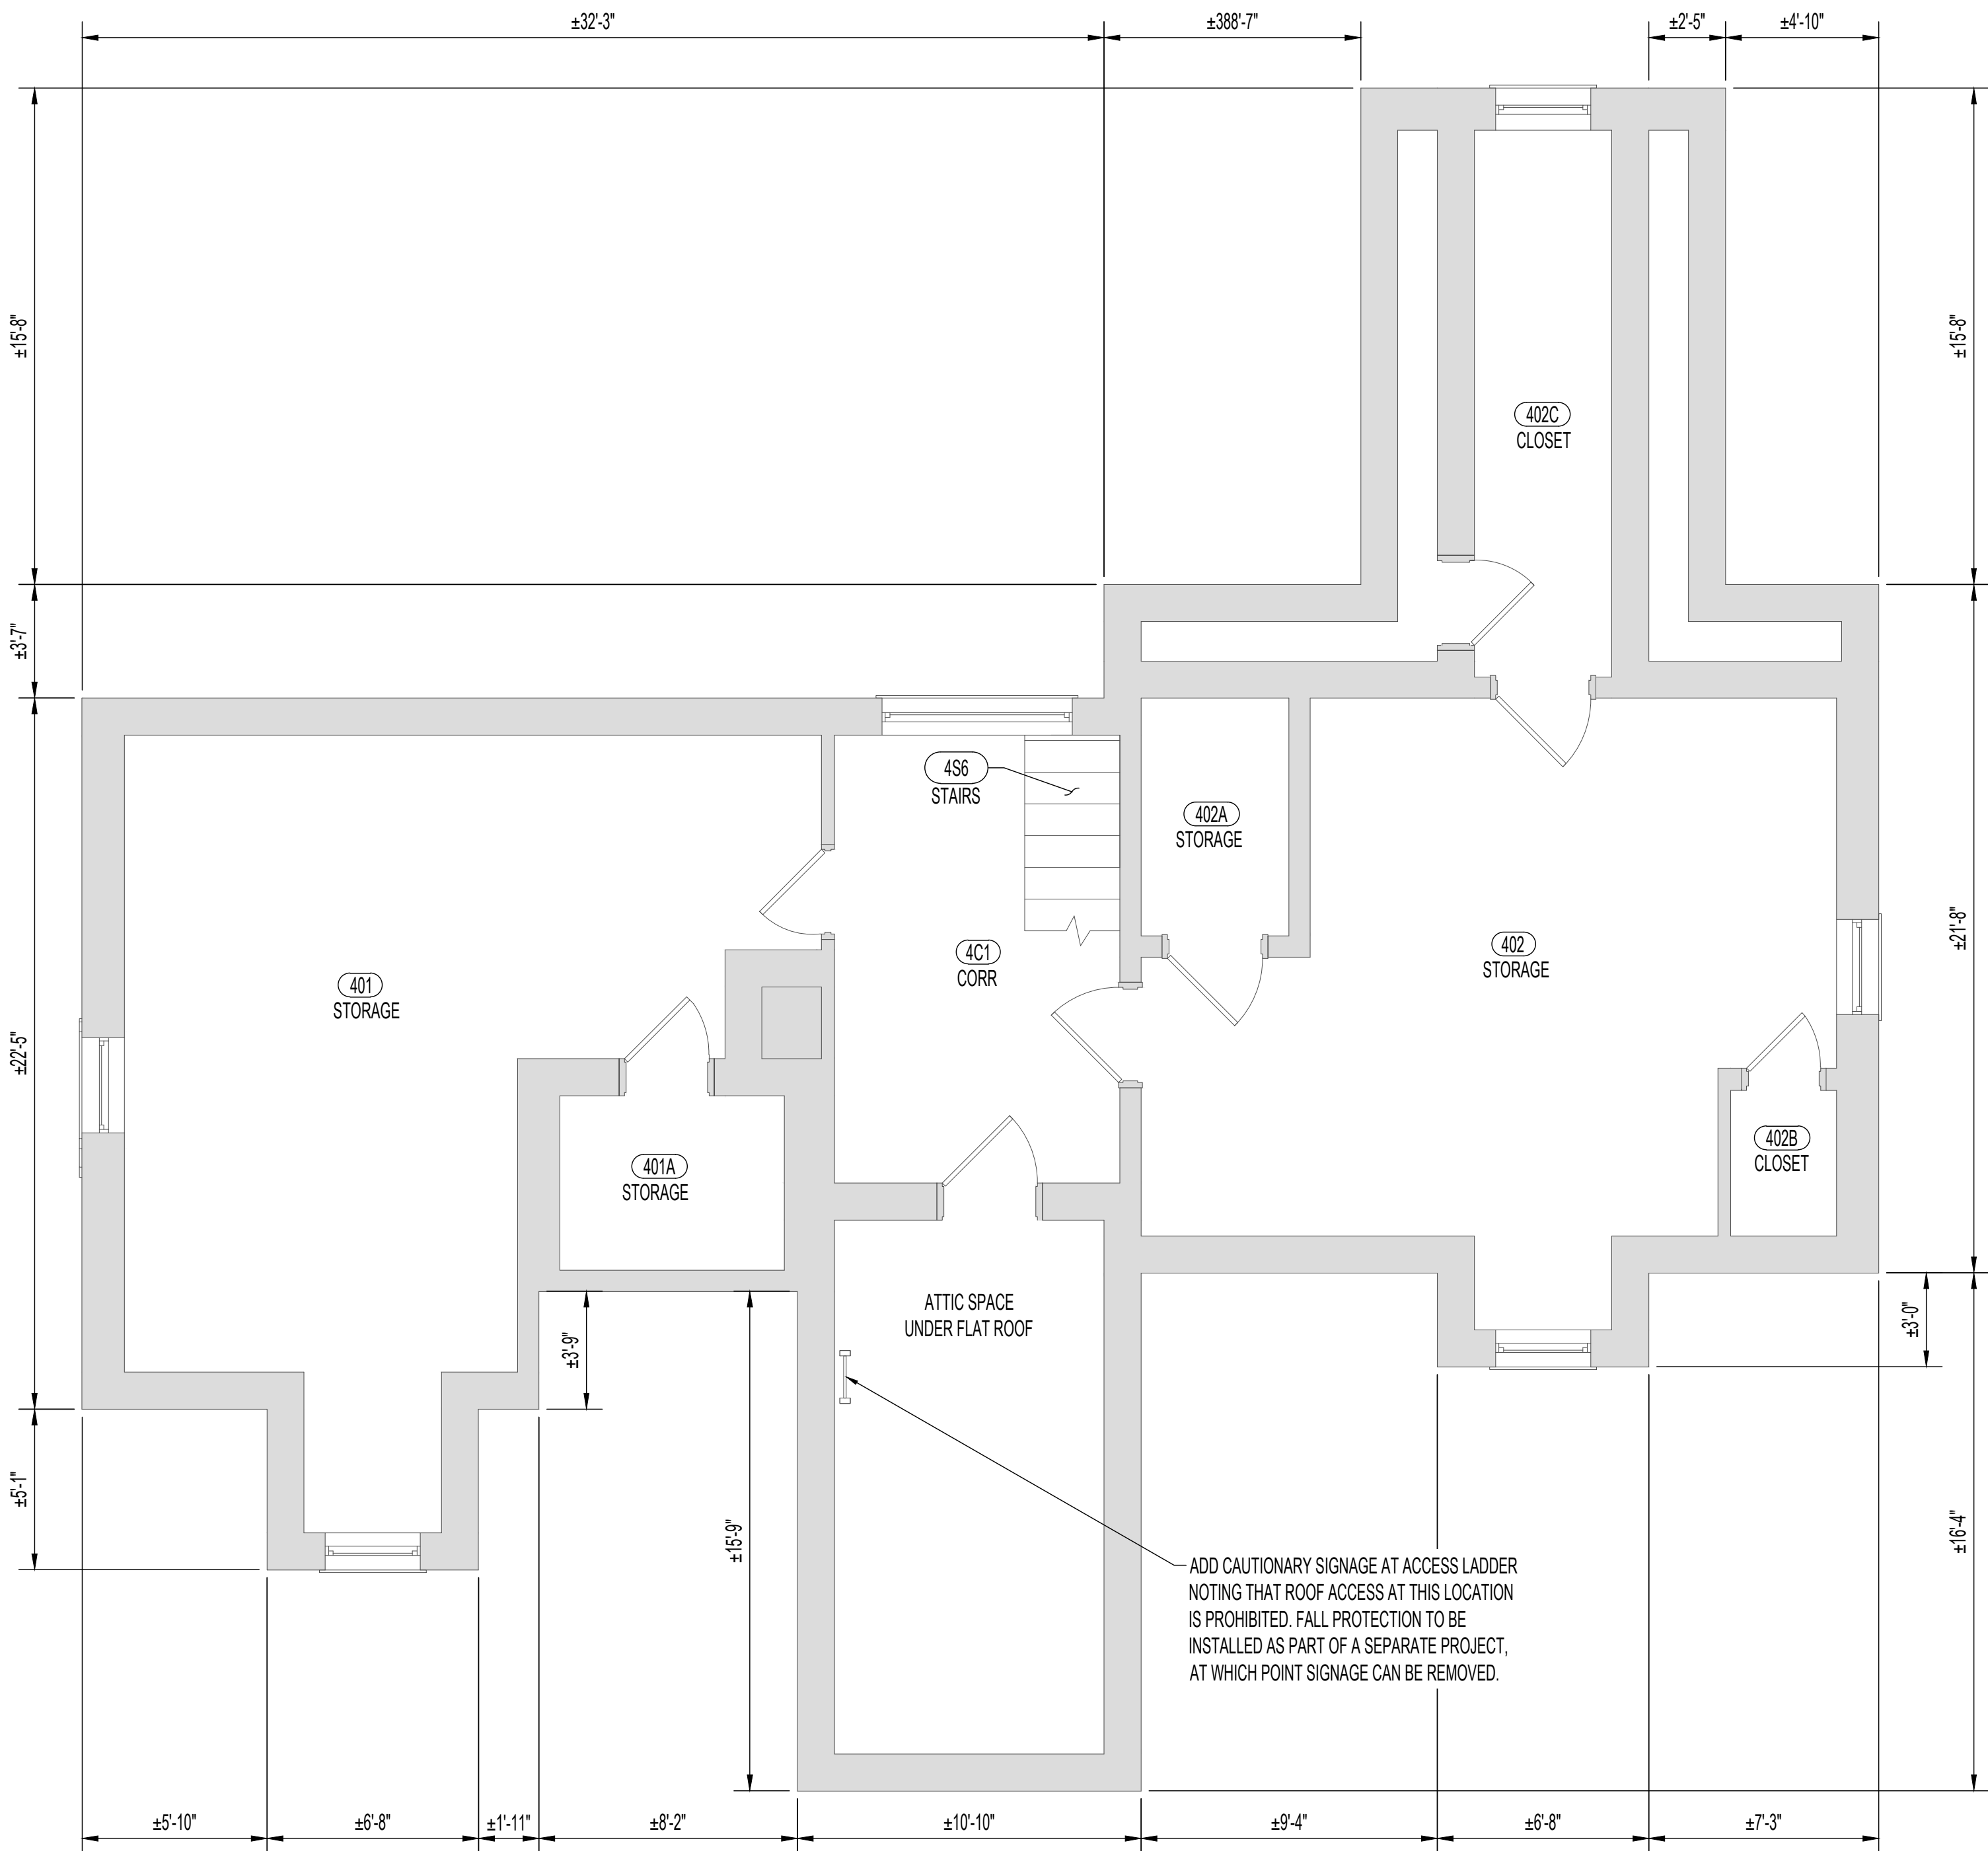 ±32'-3"
±388'-7"
±2'-5"
±4'-10"
±15'-8"
±15'-8"
402C
CLOSET
±3'-7"
4S6
STAIRS
402A
STORAGE
4C1
CORR
402
STORAGE
±21'-8"
401
STORAGE
±22'-5"
402B
CLOSET
401A
STORAGE
ATTIC SPACE
UNDER FLAT ROOF
±3'-9"
±3'-0"
±5'-1"
±15'-9"
±16'-4"
ADD CAUTIONARY SIGNAGE AT ACCESS LADDER
NOTING THAT ROOF ACCESS AT THIS LOCATION
IS PROHIBITED. FALL PROTECTION TO BE
INSTALLED AS PART OF A SEPARATE PROJECT,
AT WHICH POINT SIGNAGE CAN BE REMOVED.
±5'-10"
±6'-8"
±1'-11"
±8'-2"
±10'-10"
±9'-4"
±6'-8"
±7'-3"